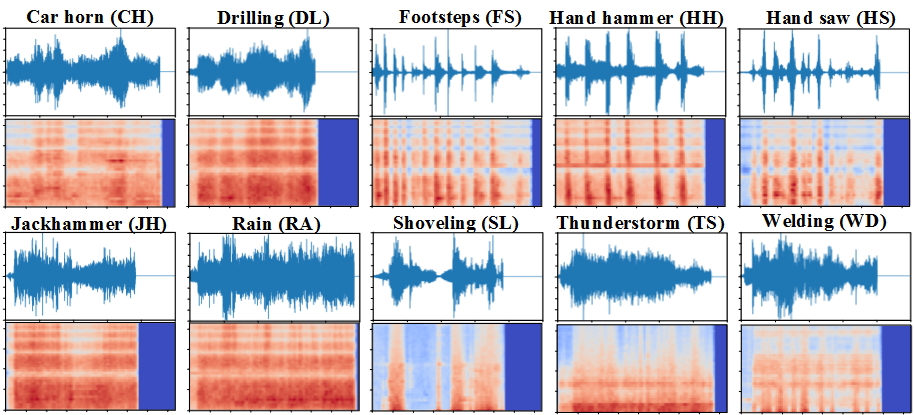 Car horn (CH)
Drilling (DL)
Footsteps (FS)
Hand hammer (HH)
Hand saw (HS)
Jackhammer (JH)
Rain (RA)
Shoveling (SL)
Thunderstorm (TS)
Welding (WD)